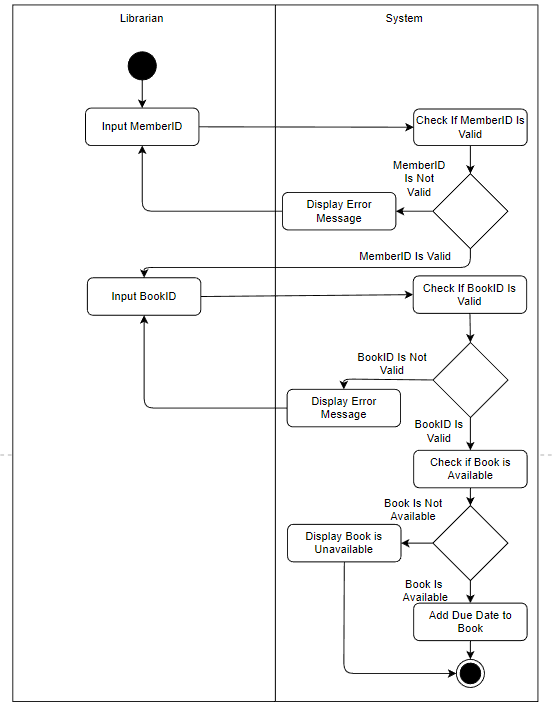 Librarian
System
Input MemberID
Check If MemberID Is
Valid
MemberID
Is Not
Valid
Display Error
Message
MemberID Is Valid
Input BookID
Check If BookID Is
Valid
BookID Is Not
Valid
Display Error
Message
BookID Is
Valid
Check if Book is
Available
Book Is Not
Available
Display Book is
Unavailable
Book Is
Available
Add Due Date to
Book